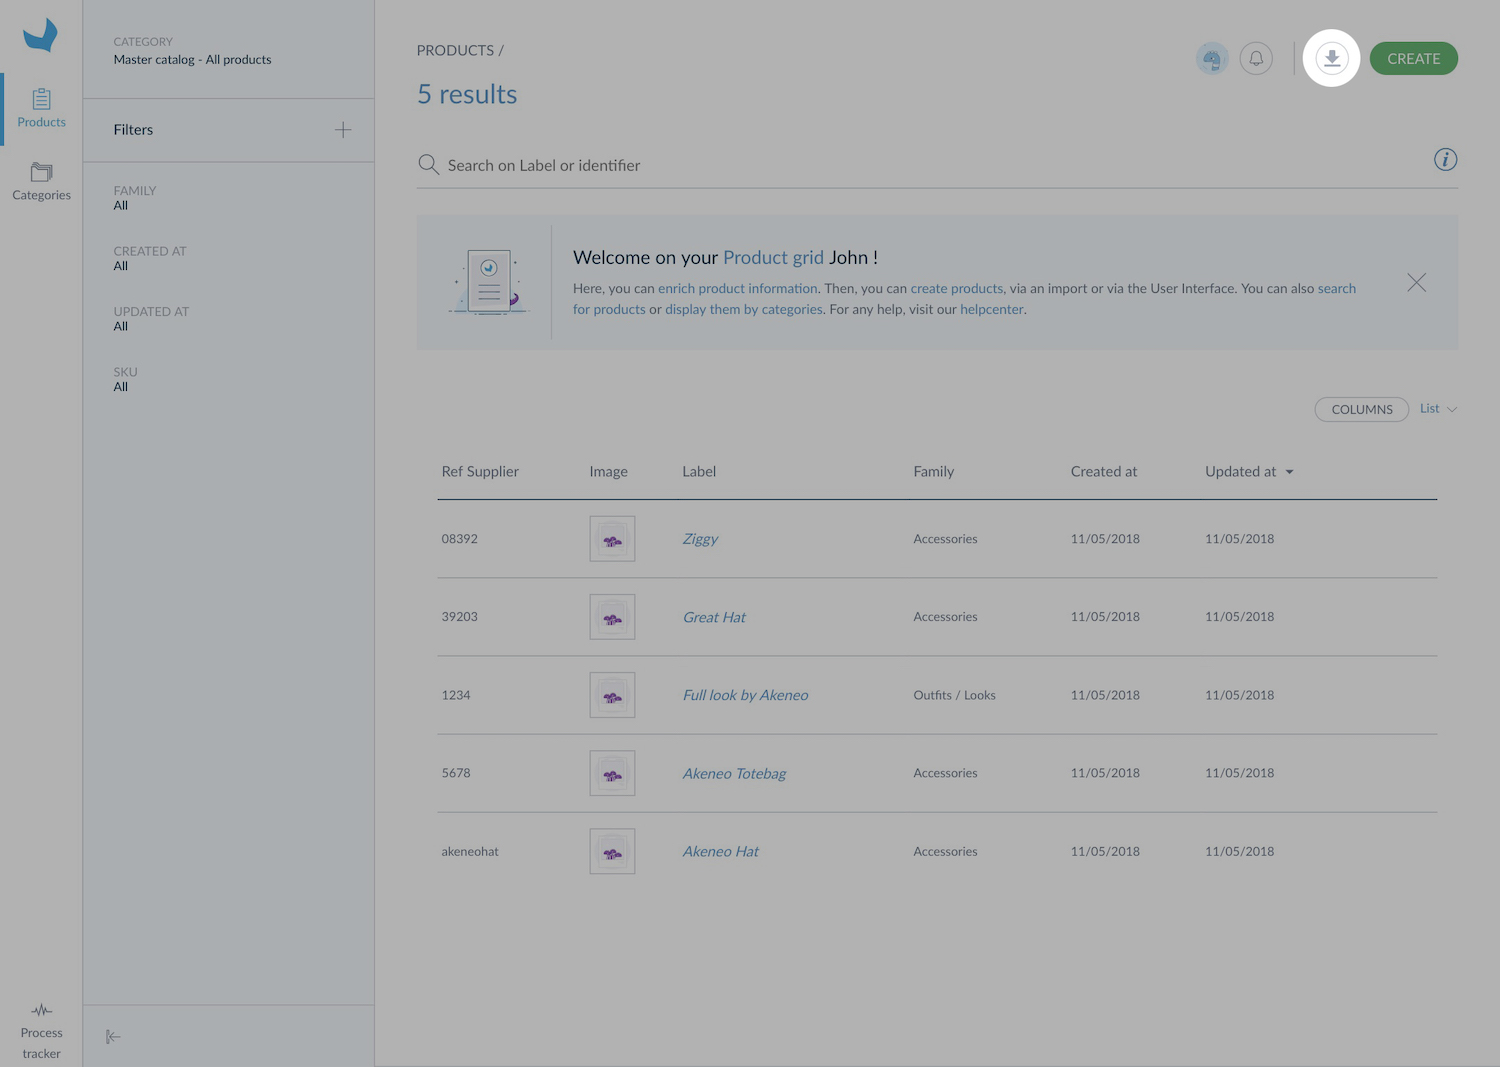 CATEGORY
Master catalog - All products
Products
Categories
Filters
FAMILY
All
CREATED AT
All
UPDATED AT
All
SKU
All
Process
tracker
PRODUCTS /
CREATE
5 results
Search on Label or identifier
i
Welcome on your Product grid John !
Here, you can enrich product information. Then, you can create products, via an import or via the User Interface. You can also search
for products or display them by categories. For any help, visit our helpcenter.
COLUMNS List
Ref Supplier Image Label Family Created at Updated at
08392 Ziggy Accessories 11/05/2018 11/05/2018
39203 Great Hat Accessories 11/05/2018 11/05/2018
1234 Full look by Akeneo Outfits / Looks 11/05/2018 11/05/2018
5678 Akeneo Totebag Accessories 11/05/2018 11/05/2018
akeneohat Akeneo Hat Accessories 11/05/2018 11/05/2018